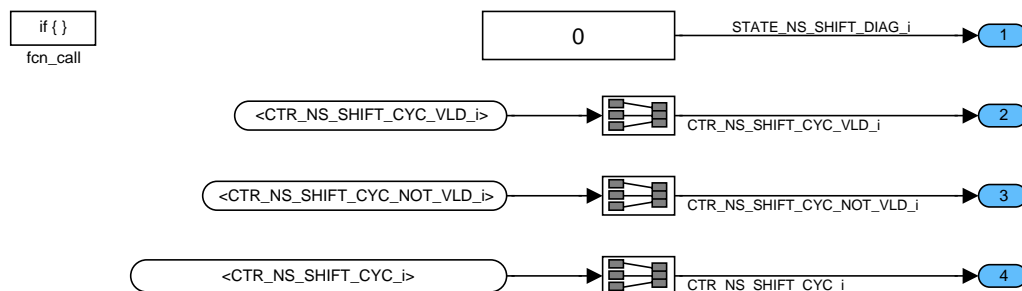 if { }
fcn_call
0
STATE_NS_SHIFT_DIAG_i
1
<CTR_NS_SHIFT_CYC_VLD_i>
CTR_NS_SHIFT_CYC_VLD_i
2
<CTR_NS_SHIFT_CYC_NOT_VLD_i>
CTR_NS_SHIFT_CYC_NOT_VLD_i
3
<CTR_NS_SHIFT_CYC_i>
CTR_NS_SHIFT_CYC_i
4